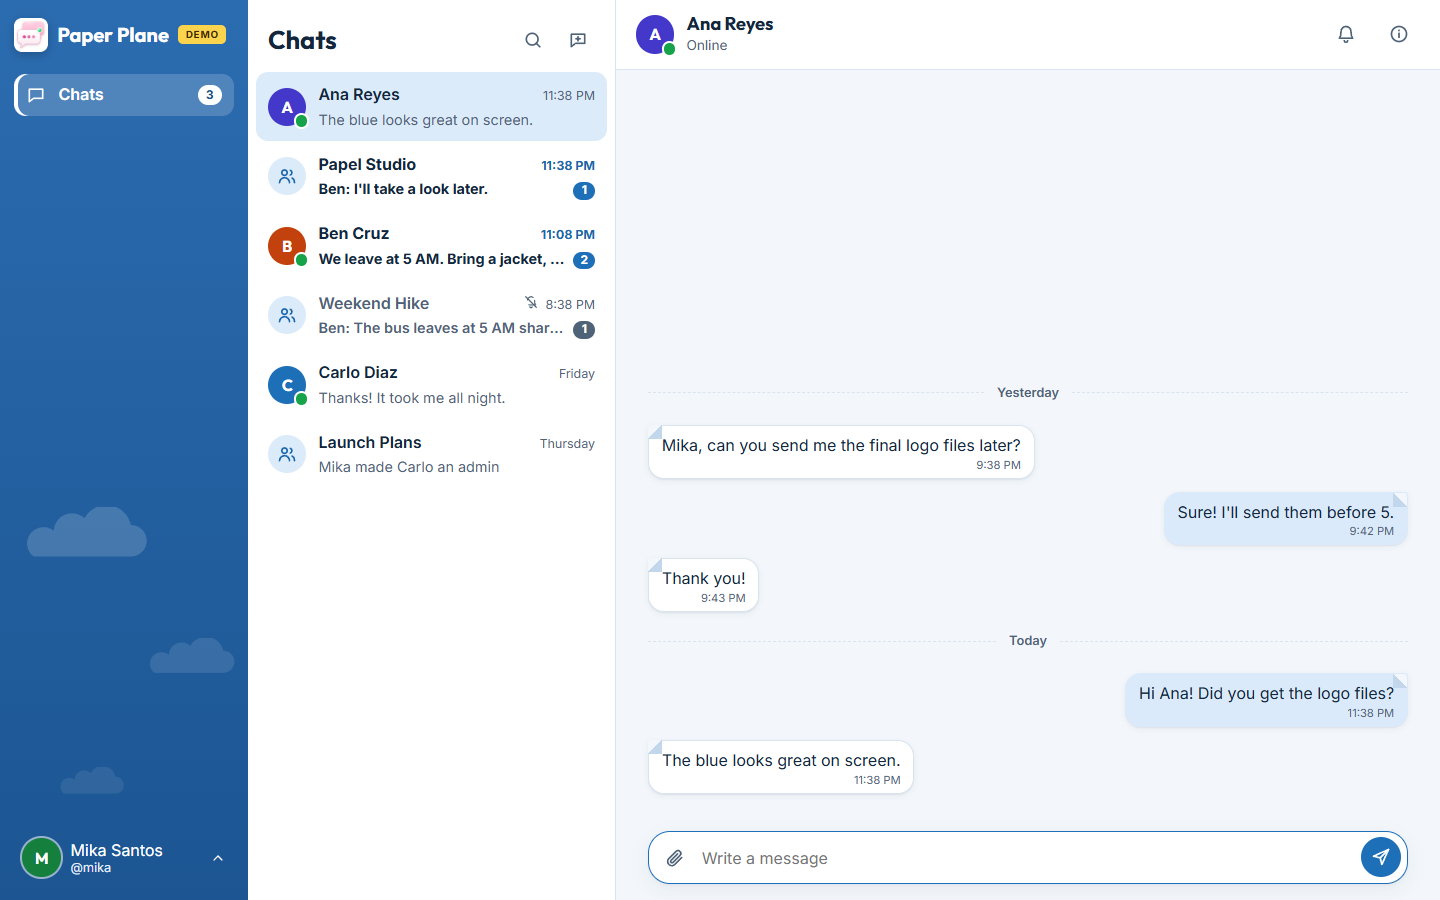 Paper Plane DEMO
Chats 3
Mika Santos
@mika
Chats
A Ana Reyes 11:38 PM
The blue looks great on screen.
Papel Studio 11:38 PM
Ben: I'll take a look later. 1
B Ben Cruz 11:08 PM
We leave at 5 AM. Bring a jacket, ... 2
Weekend Hike 8:38 PM
Ben: The bus leaves at 5 AM shar... 1
C Carlo Diaz Friday
Thanks! It took me all night.
Launch Plans Thursday
Mika made Carlo an admin
M
A Ana Reyes
Online
Yesterday
Mika, can you send me the final logo files later?
9:38 PM
Sure! I'll send them before 5.
9:42 PM
Thank you!
9:43 PM
Today
Hi Ana! Did you get the logo files?
11:38 PM
The blue looks great on screen.
11:38 PM
Write a message